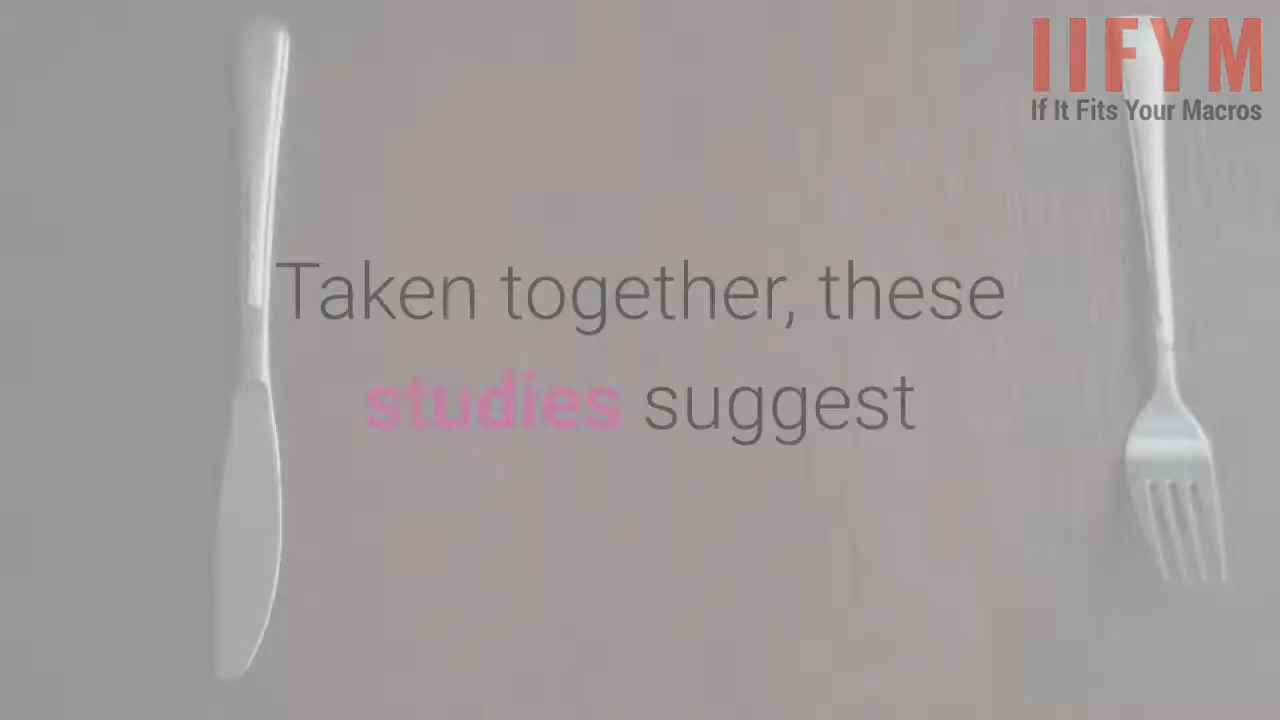 IIFYM
If It Fits Your Macros
Taken together, these
studies suggest